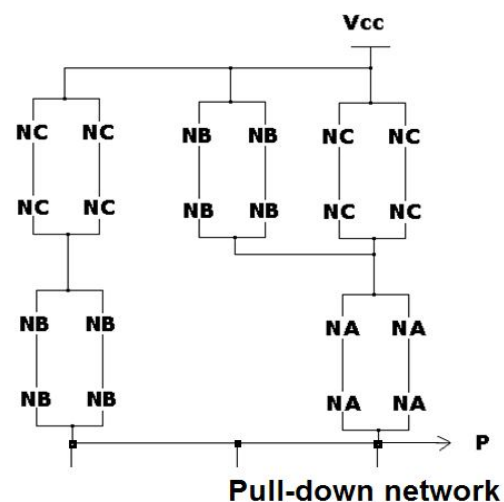 Vcc
NC NC NB NB NC NC
NC NC NB NB NC NC
NB NB NA NA
NB NB NA NA
P
Pull-down network